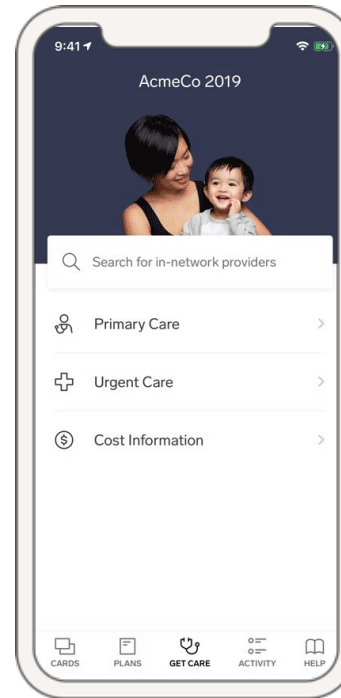 9:41
AcmeCo 2019
Search for in-network providers
Primary Care
Urgent Care
Cost Information
CARDS PLANS GET CARE ACTIVITY HELP